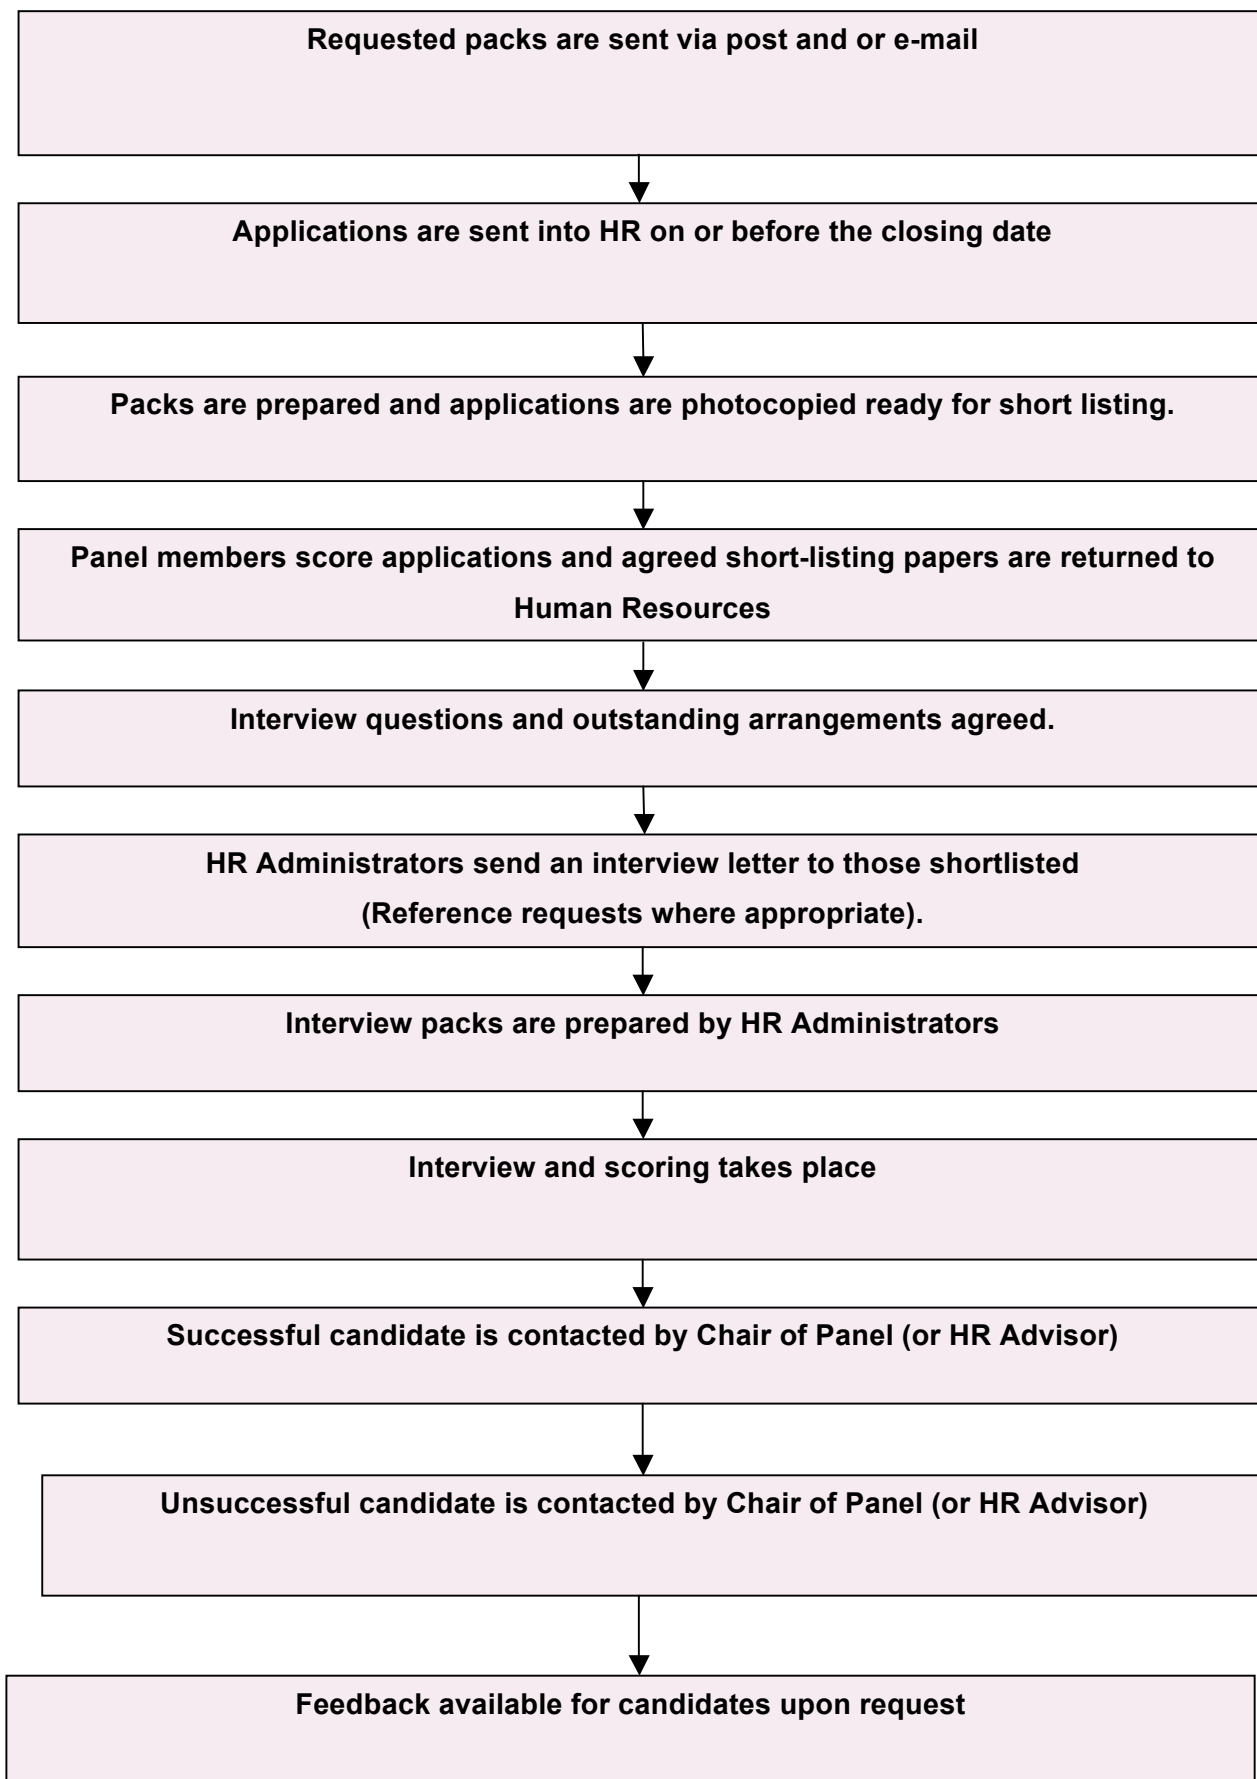 Requested packs are sent via post and or e-mail
Applications are sent into HR on or before the closing date
Packs are prepared and applications are photocopied ready for short listing.
Panel members score applications and agreed short-listing papers are returned to
Human Resources
Interview questions and outstanding arrangements agreed.
HR Administrators send an interview letter to those shortlisted
(Reference requests where appropriate).
Interview packs are prepared by HR Administrators
Interview and scoring takes place
Successful candidate is contacted by Chair of Panel (or HR Advisor)
Unsuccessful candidate is contacted by Chair of Panel (or HR Advisor)
Feedback available for candidates upon request